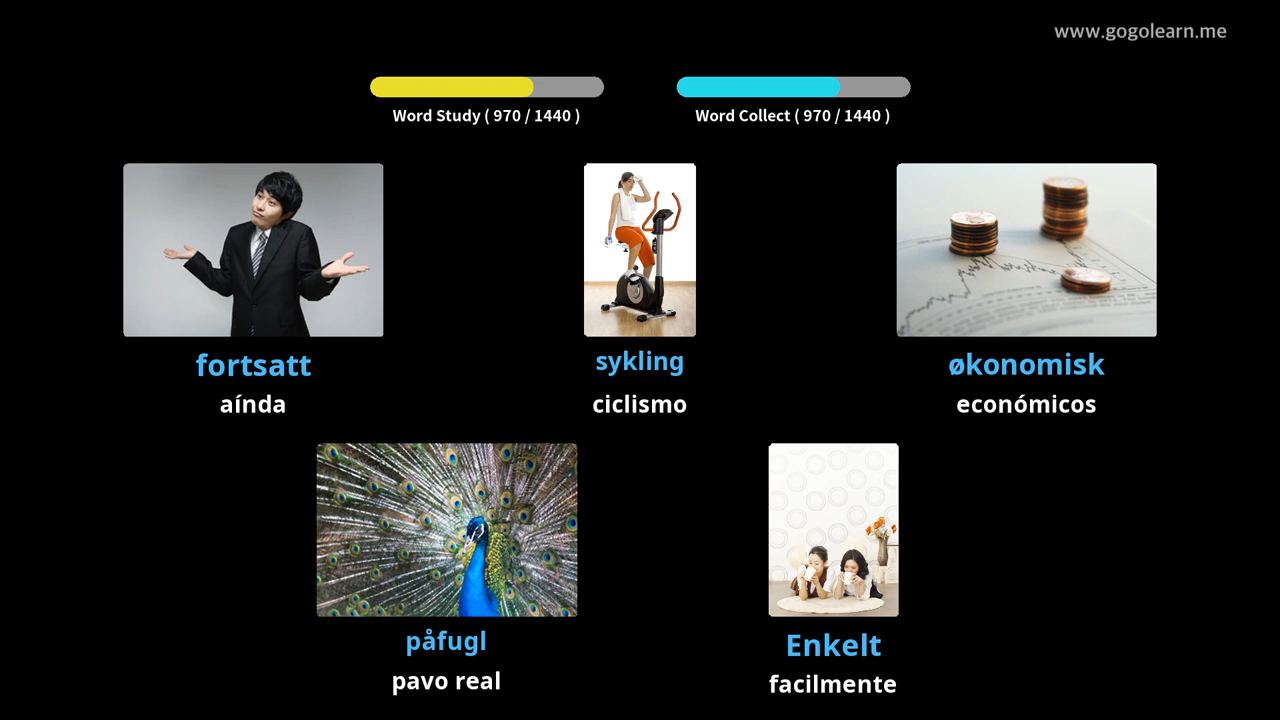 www.gogolearn.me
Word Study ( 970 / 1440 )
Word Collect ( 970 / 1440 )
fortsatt
aínda
sykling
ciclismo
økonomisk
económicos
påfugl
pavo real
Enkelt
facilmente